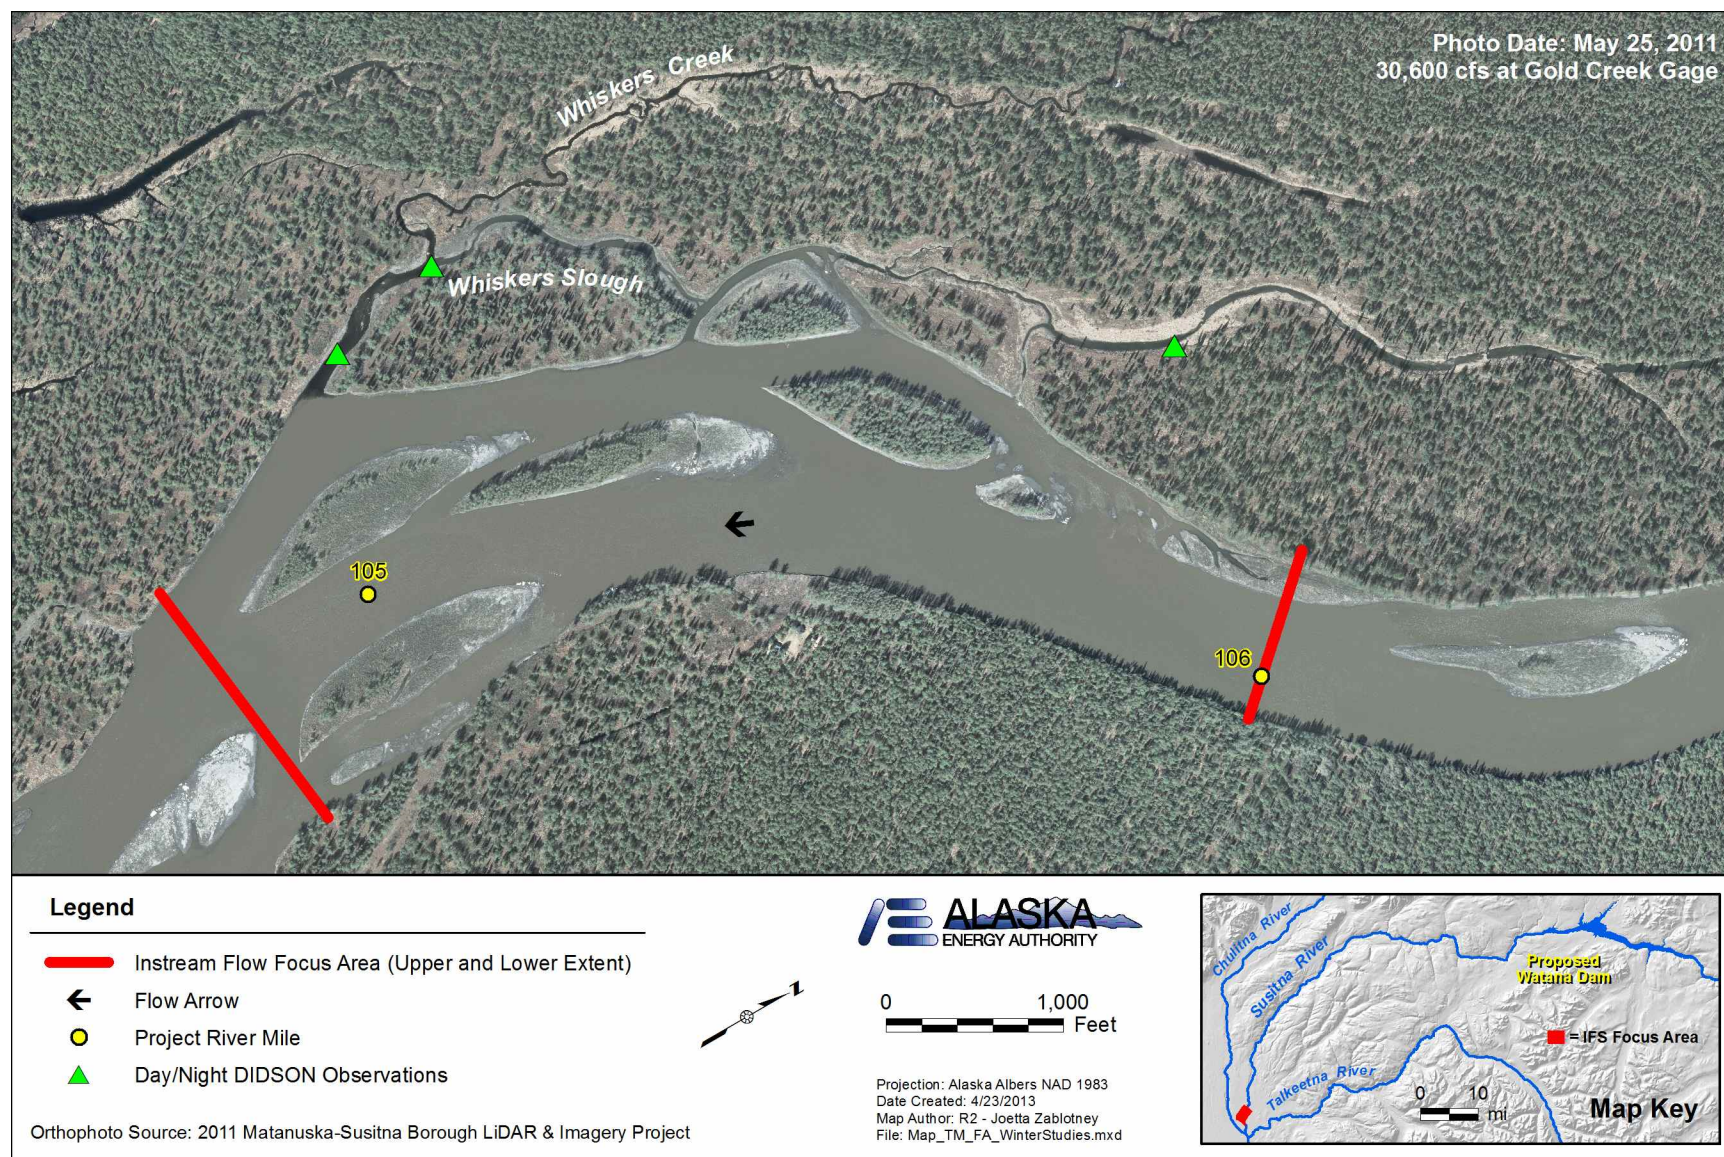 Photo Date: May 25, 2011
30,600 cfs at Gold Creek Gage
Whiskers Creek
Whiskers Slough
105
106
Legend
Instream Flow Focus Area (Upper and Lower Extent)
Flow Arrow
Project River Mile
Day/Night DIDSON Observations
Orthophoto Source: 2011 Matanuska-Susitna Borough LiDAR & Imagery Project
Z
ALASKA
ENERGY AUTHORITY
0 1,000
Feet
Projection: Alaska Albers NAD 1983
Date Created: 4/23/2013
Map Author: R2 - Joetta Zablotney
File: Map_TM_FA_WinterStudies.mxd
Chulitna River
Susitna River
Proposed
Watana Dam
= IFS Focus Area
Talkeetna River
0 10
mi
Map Key